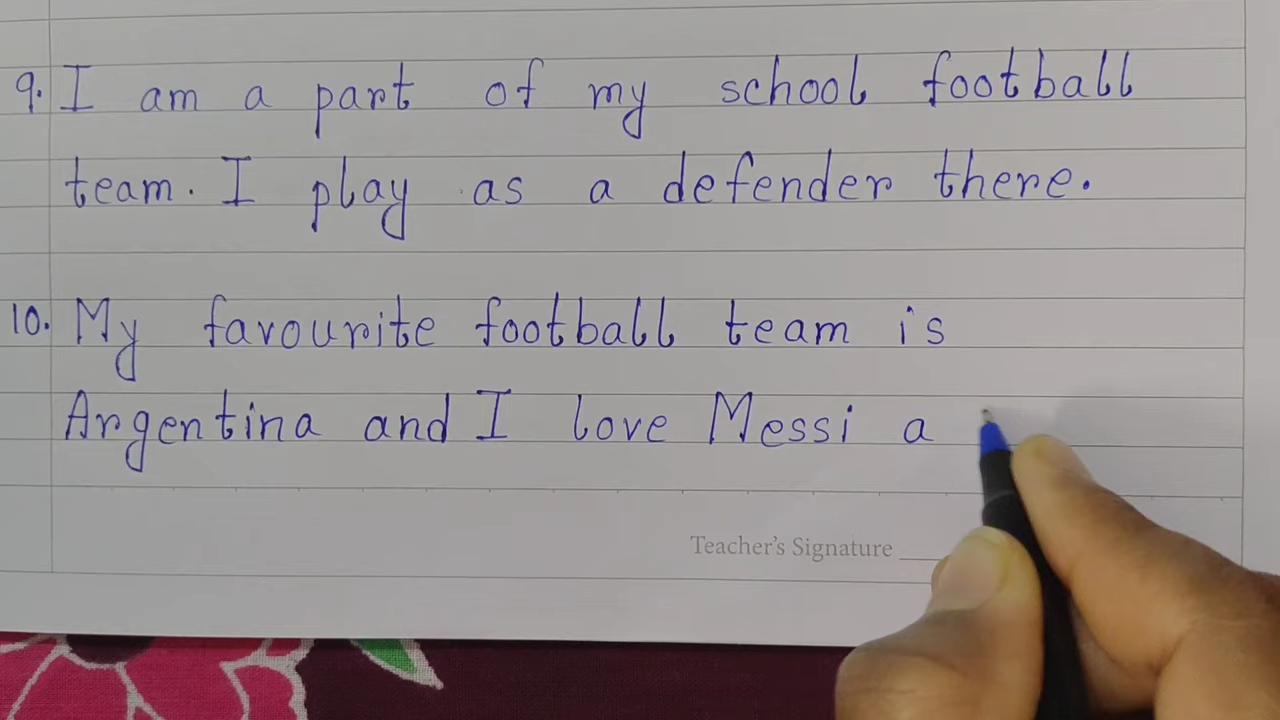 9. I am a part of my school football
team. I play as a defender there.
10. My favourite football team is
Argentina and I love Messi a
Teacher's Signature